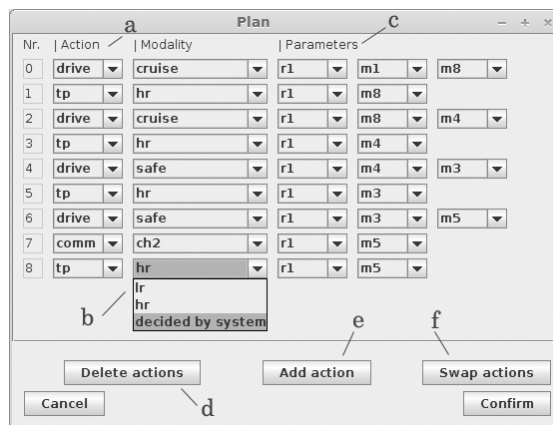 Plan
a
c
Nr. | Action | Modality | Parameters
0 drive cruise r1 m1 m8
1 tp hr r1 m8
2 drive cruise r1 m8 m4
3 tp hr r1 m4
4 drive safe r1 m4 m3
5 tp hr r1 m3
6 drive safe r1 m3 m5
7 comm ch2 r1 m5
8 tp hr r1 m5
lr
b hr
decided by system
e
f
Delete actions Add action Swap actions
d
Cancel Confirm